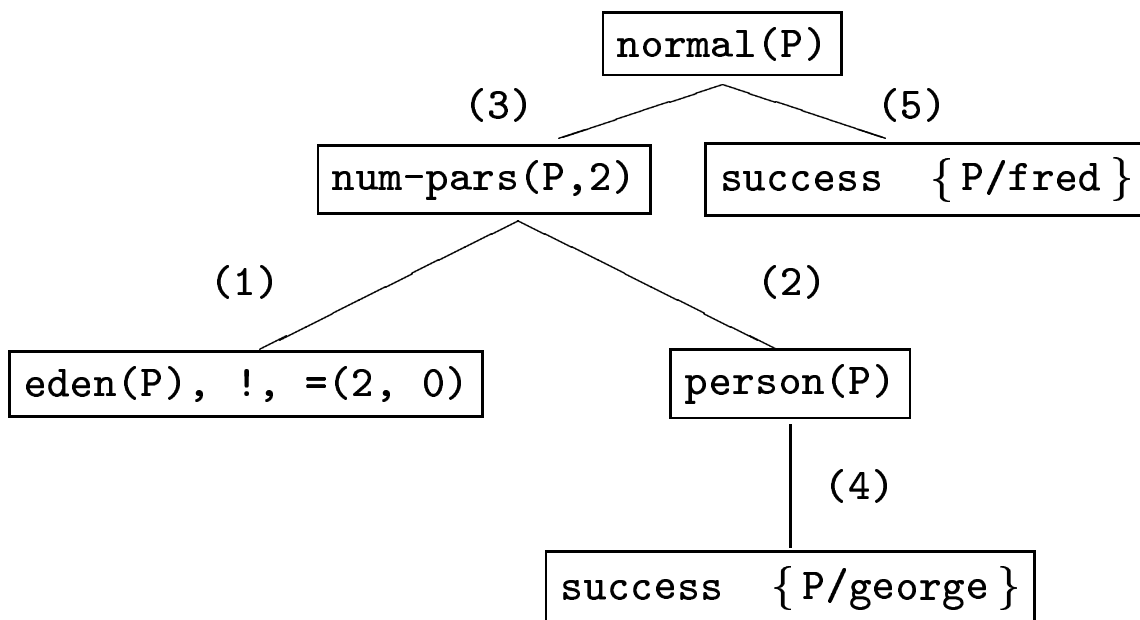 normal(P)
(3) (5)
num-pars(P,2) success { P/fred }
(1) (2)
eden(P), !, =(2, 0) person(P)
(4)
success { P/george }